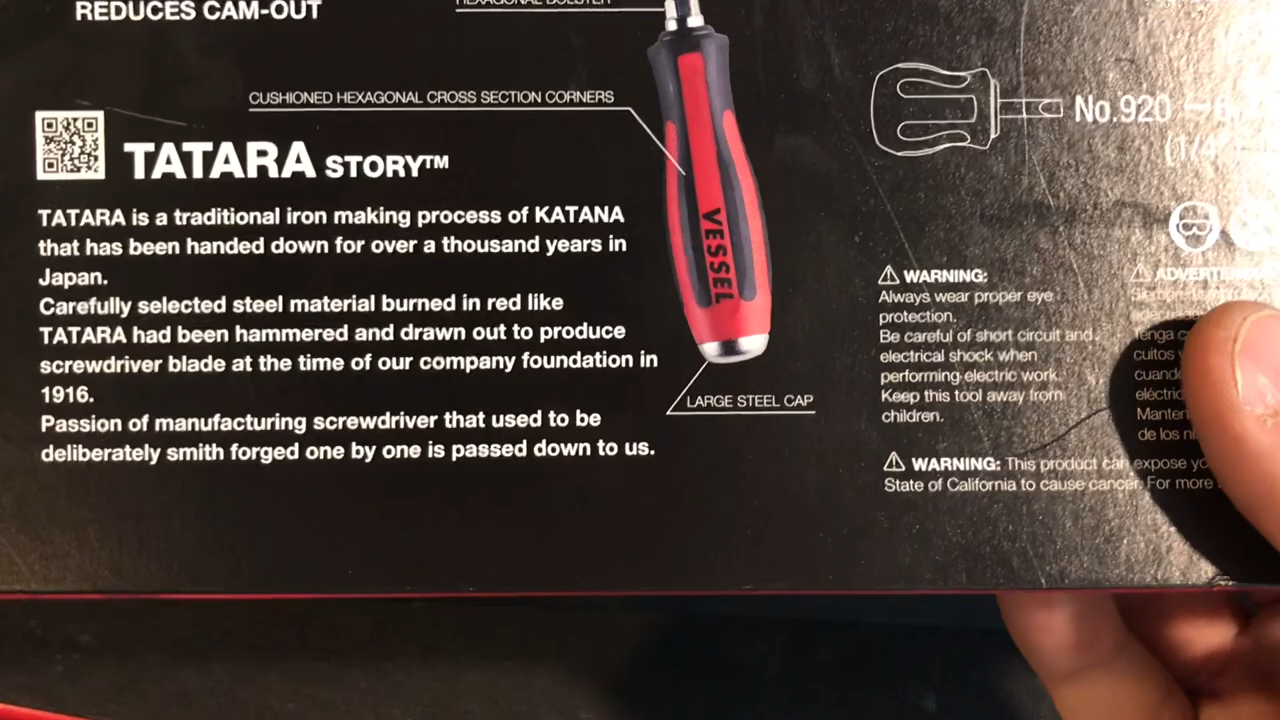 REDUCES CAM-OUT
HEXAGONAL BOLSTER
CUSHIONED HEXAGONAL CROSS SECTION CORNERS
TATARA STORY™
TATARA is a traditional iron making process of KATANA
that has been handed down for over a thousand years in
Japan.
Carefully selected steel material burned in red like
TATARA had been hammered and drawn out to produce
screwdriver blade at the time of our company foundation in
1916.
Passion of manufacturing screwdriver that used to be
deliberately smith forged one by one is passed down to us.
VESSEL
LARGE STEEL CAP
No.920
(1/4"
⚠ WARNING:
Always wear proper eye
protection.
Be careful of short circuit and
electrical shock when
performing electric work.
Keep this tool away from
children.
⚠
Tenga
cuitos
Manten
de los
⚠ WARNING: This product can expose
State of California to cause cancer. For more